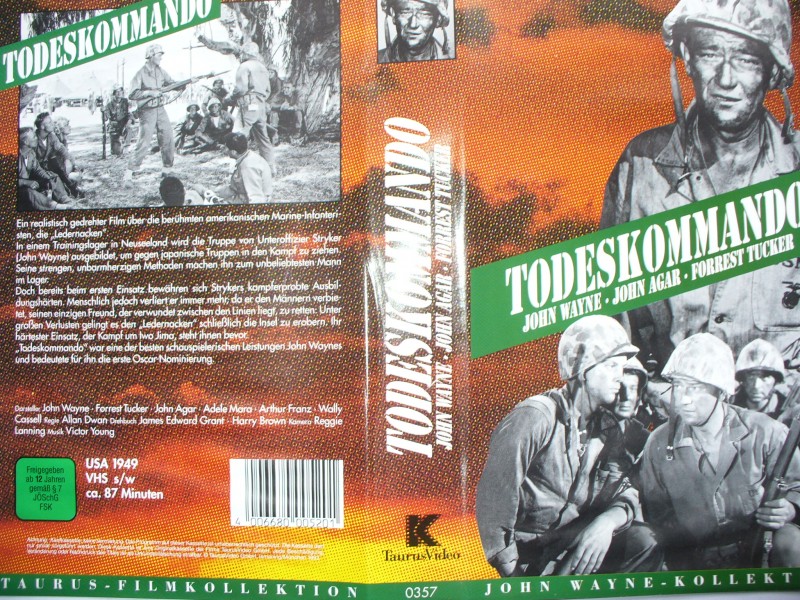 TODESKOMMANDO
Ein realistisch gedrehter Film über die berühmten amerikanischen Marine-Infanteri-
sten, die „Ledernacken"
In einem Trainingslager in Neuseeland wird die Truppe von Unteroffizier Stryker
(John Wayne) ausgebildet, um gegen japanische Truppen in den Kampf zu ziehen.
Seine strengen, unbarmherzigen Methoden machen ihn zum unbeliebtesten Mann
im Lager.
Doch bereits beim ersten Einsatz bewähren sich Strykers kampferprobte Ausbil-
dungshärten. Menschlich jedoch verliert er immer mehr, da er den Männern verbie-
tet, seinen einzigen Freund, der verwundet zwischen den Linien liegt, zu retten. Unter
großen Verlusten gelingt es den „Ledernacken" schließlich die Insel zu erobern. Ihr
härtester Einsatz, der Kampf um Iwo Jima, steht ihnen bevor.
„Todeskommando" war eine der besten schauspielerischen Leistungen John Waynes
und bedeutete für ihn die erste Oscar-Nominierung.
Darsteller John Wayne · Forrest Tucker · John Agar · Adele Mara · Arthur Franz · Wally
Cassell Regie Allan Dwan Drehbuch James Edward Grant · Harry Brown Kamera Reggie
Lanning Musik Victor Young
Freigegeben
ab 12 Jahren
gemäß § 7
JÖSchG
FSK
USA 1949
VHS s/w
ca. 87 Minuten
4 006680 005201
TAURUS-FILMKOLLEKTION
TODESKOMMANDO
JOHN WAYNE · JOHN AGAR · FORREST TUCKER
K
TaurusVideo
0357
TODESKOMMANDO
JOHN WAYNE · JOHN AGAR · FORREST TUCKER
JOHN WAYNE-KOLLEKT